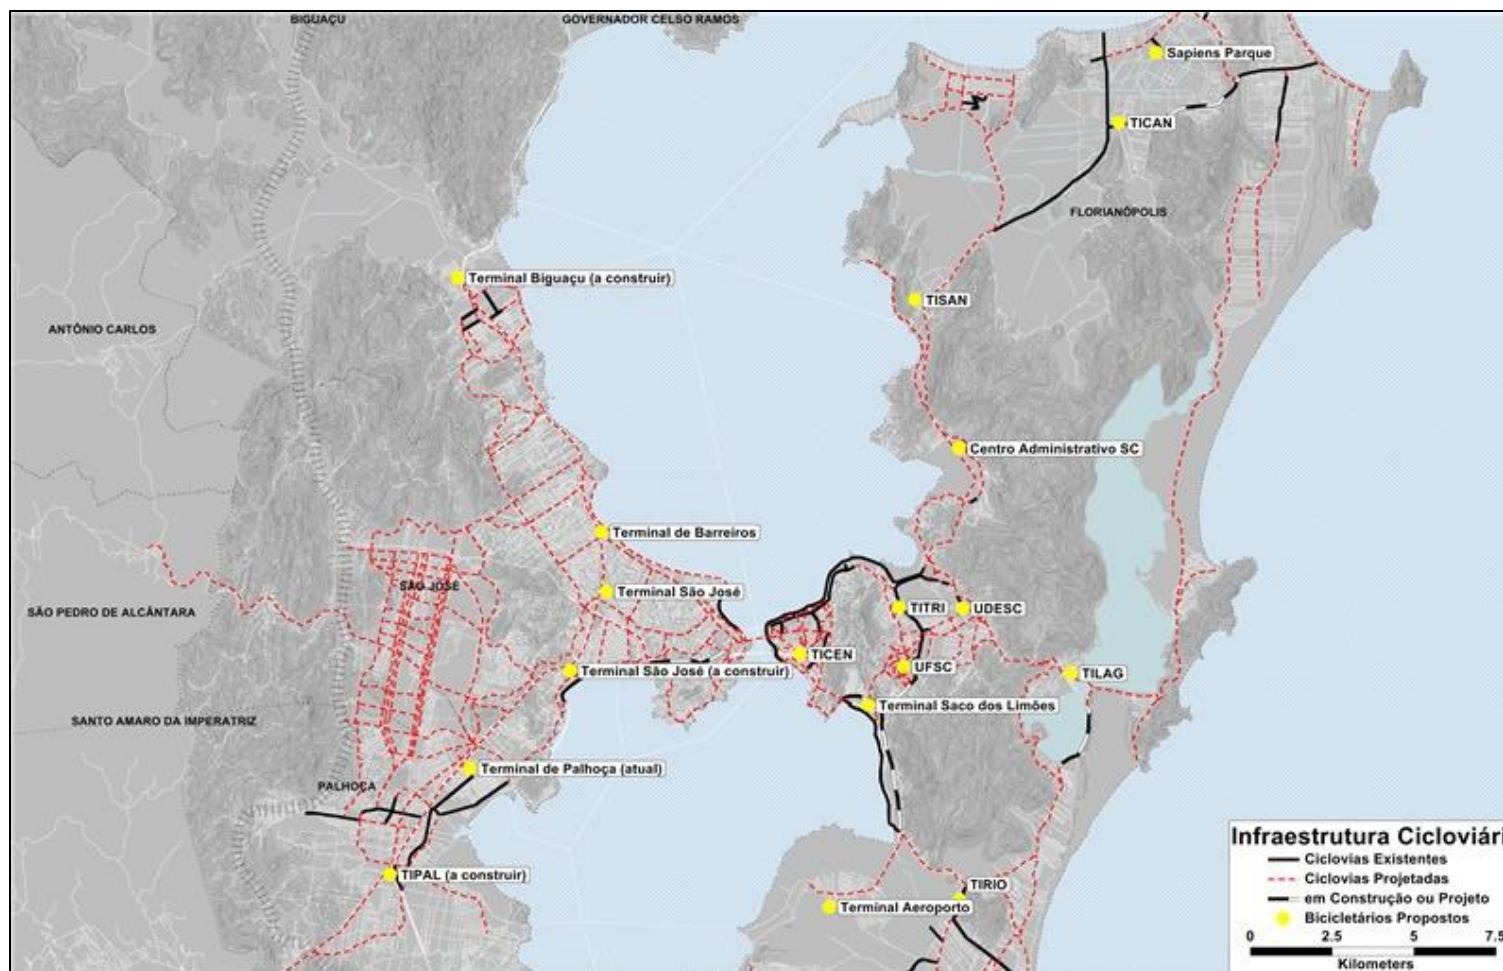 BIGUAÇU
GOVERNADOR CELSO RAMOS
Sapiens Parque
TICAN
FLORIANÓPOLIS
Terminal Biguaçu (a construir)
TISAN
ANTÔNIO CARLOS
Centro Administrativo SC
Terminal de Barreiros
SÃO JOSÉ
Terminal São José
SÃO PEDRO DE ALCÂNTARA
TITRI
UDESC
TICEN
UFSC
Terminal São José (a construir)
TILAG
Terminal Saco dos Limões
SANTO AMARO DA IMPERATRIZ
Terminal de Palhoça (atual)
PALHOÇA
TIPAL (a construir)
TIRIO
Terminal Aeroporto
Infraestrutura Cicloviári
Ciclovias Existentes
Ciclovias Projetadas
em Construção ou Projeto
Bicicletários Propostos
0 2.5 5 7.5
Kilometers